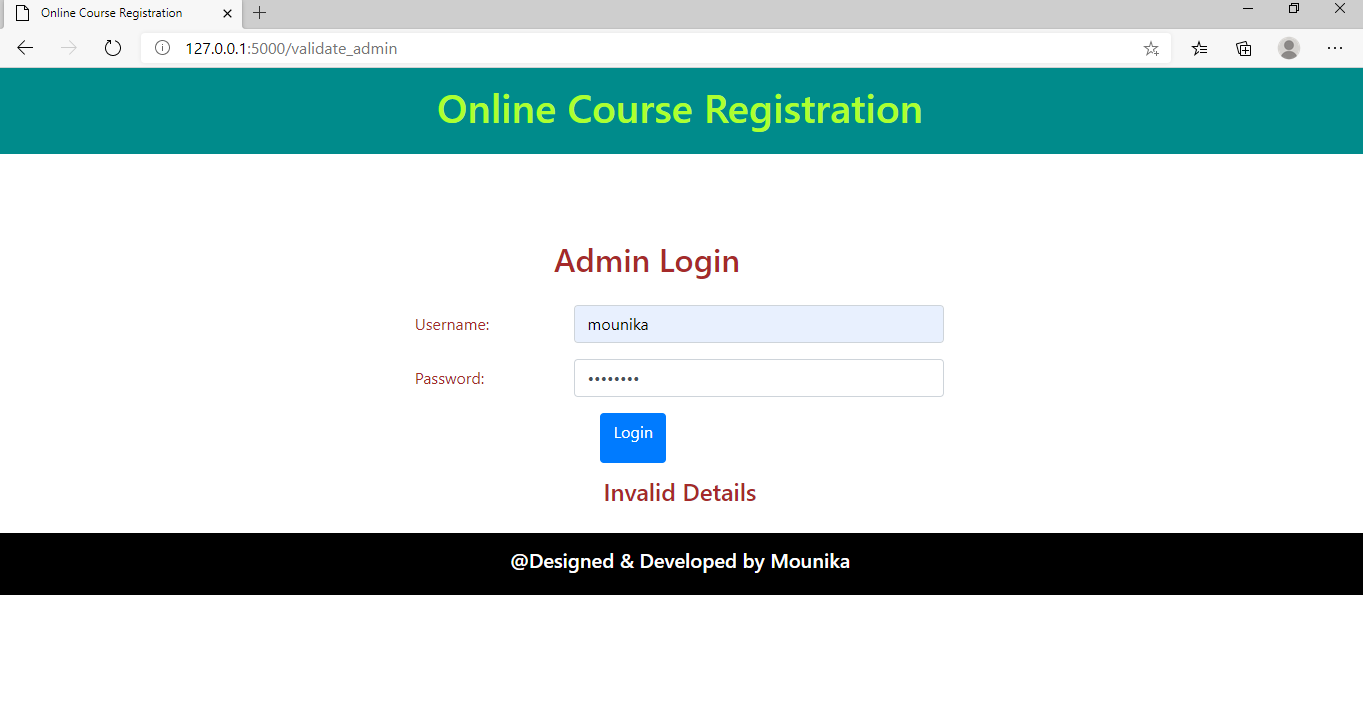 Online Course Registration
127.0.0.1:5000/validate_admin
Online Course Registration
Admin Login
Username: mounika
Password: ••••••••
Login
Invalid Details
@Designed & Developed by Mounika